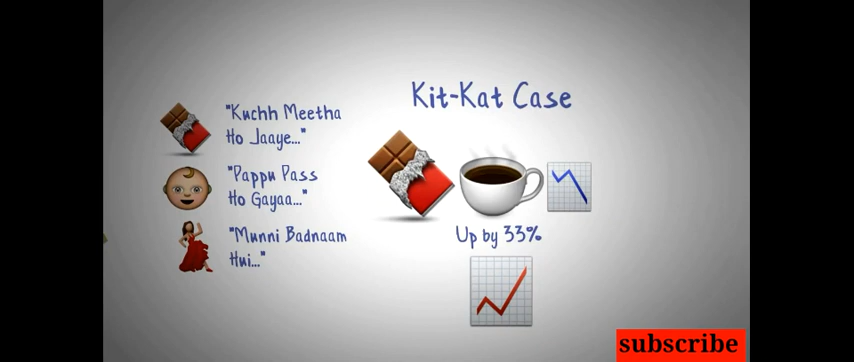 "Kuchh Meetha
Ho Jaaye..."
"Pappu Pass
Ho Gayaa..."
"Munni Badnaam
Hui..."
Kit-Kat Case
Up by 33%
subscribe